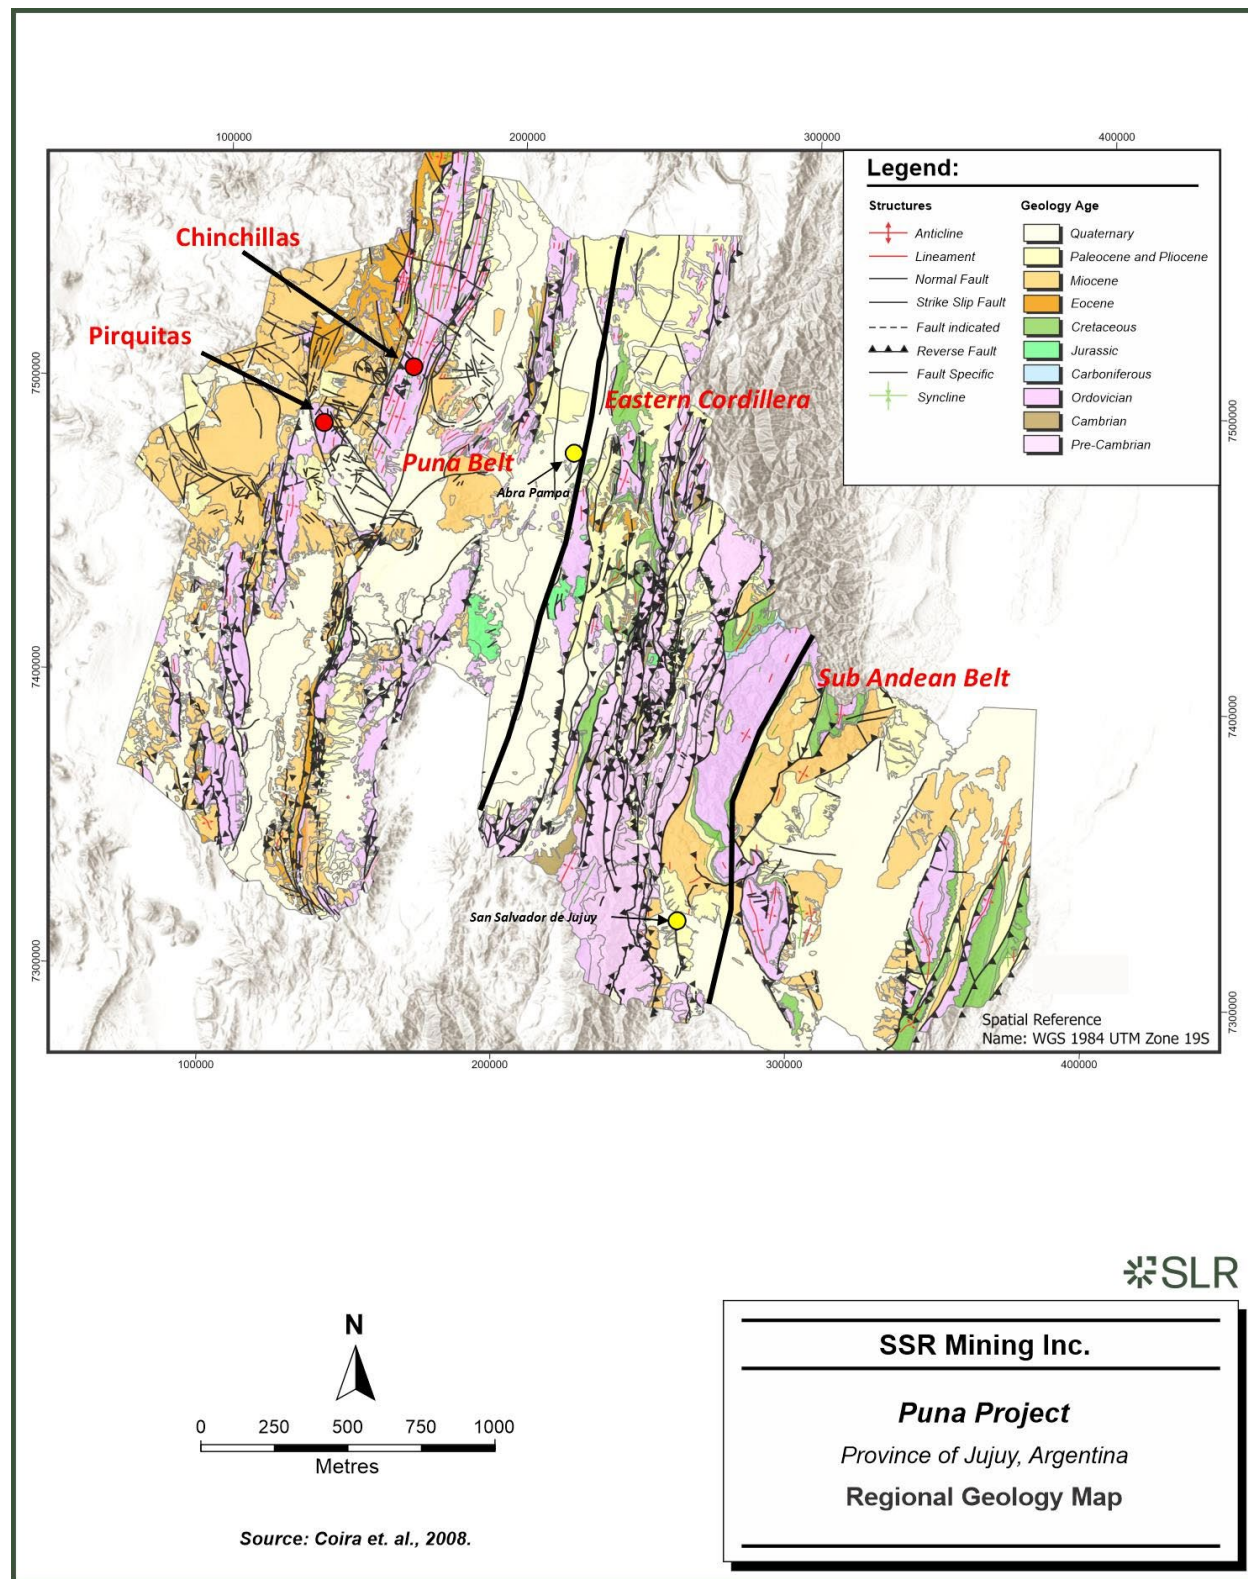 100000 200000 300000 400000
Legend:
Structures
Anticline
Lineament
Normal Fault
Strike Slip Fault
Fault indicated
Reverse Fault
Fault Specific
Syncline
Geology Age
Quaternary
Paleocene and Pliocene
Miocene
Eocene
Cretaceous
Jurassic
Carboniferous
Ordovician
Cambrian
Pre-Cambrian
Chinchillas
Pirquitas
7500000
7500000
Eastern Cordillera
Puna Belt
Abra Pampa
7400000
Sub Andean Belt
7400000
San Salvador de Jujuy
7300000
7300000
Spatial Reference
Name: WGS 1984 UTM Zone 19S
100000 200000 300000 400000
SLR
N
0 250 500 750 1000
Metres
Source: Coira et. al., 2008.
SSR Mining Inc.
Puna Project
Province of Jujuy, Argentina
Regional Geology Map